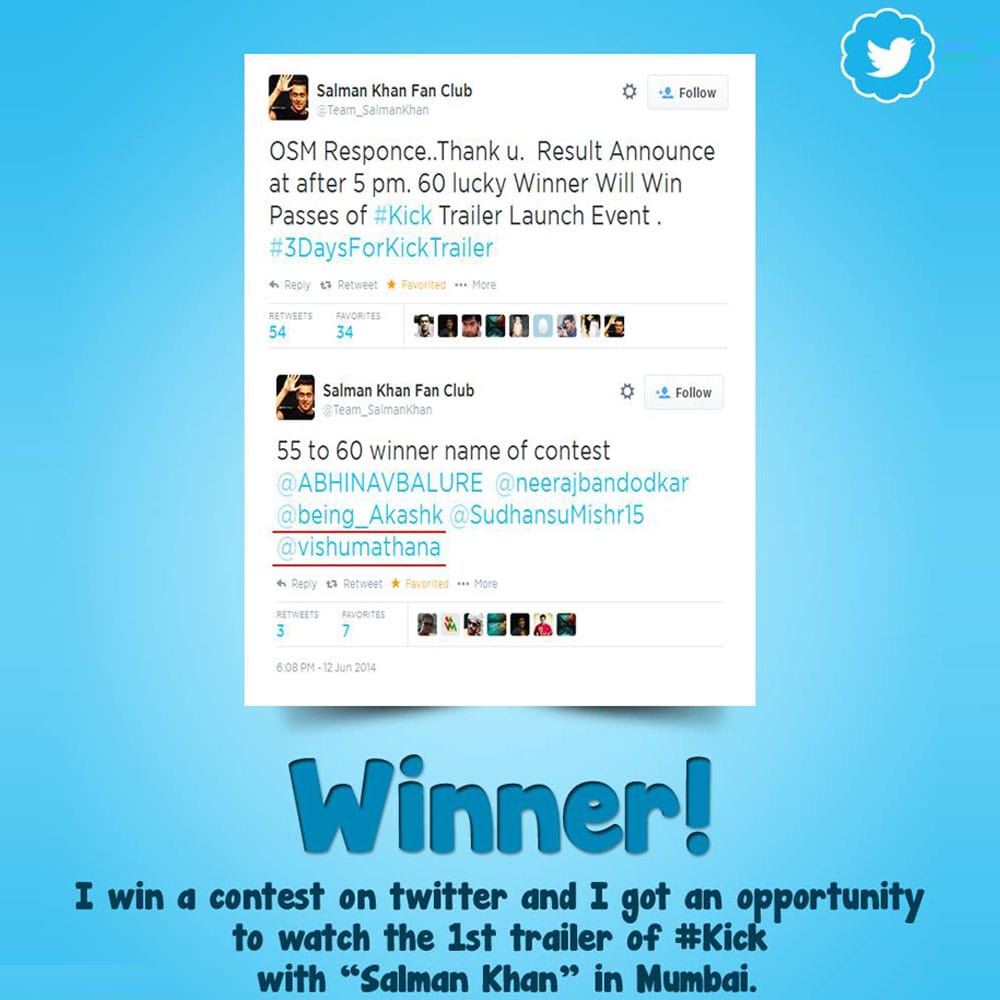 Salman Khan Fan Club
@Team_SalmanKhan
Follow
OSM Responce..Thank u. Result Announce
at after 5 pm. 60 lucky Winner Will Win
Passes of #Kick Trailer Launch Event .
#3DaysForKickTrailer
Reply Retweet Favorited More
RETWEETS FAVORITES
54 34
Salman Khan Fan Club
@Team_SalmanKhan
Follow
55 to 60 winner name of contest
@ABHINAVBALURE @neerajbandodkar
@being_Akashk @SudhansuMishr15
@vishumathana
Reply Retweet Favorited More
RETWEETS FAVORITES
3 7
6:08 PM - 12 Jun 2014
Winner!
I win a contest on twitter and I got an opportunity
to watch the 1st trailer of #Kick
with “Salman Khan” in Mumbai.